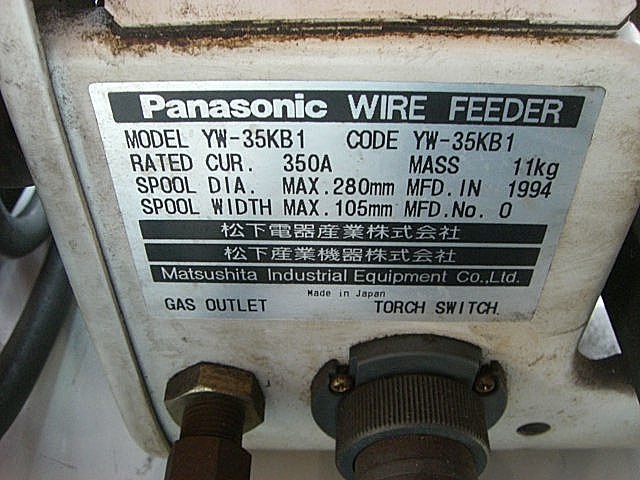 Panasonic WIRE FEEDER
MODEL YW-35KB1 CODE YW-35KB1
RATED CUR. 350A MASS 11kg
SPOOL DIA. MAX.280mm MFD.IN 1994
SPOOL WIDTH MAX.105mm MFD.No. 0
松下電器産業株式会社
松下産業機器株式会社
Matsushita Industrial Equipment Co.,Ltd.
Made in Japan
GAS OUTLET TORCH SWITCH